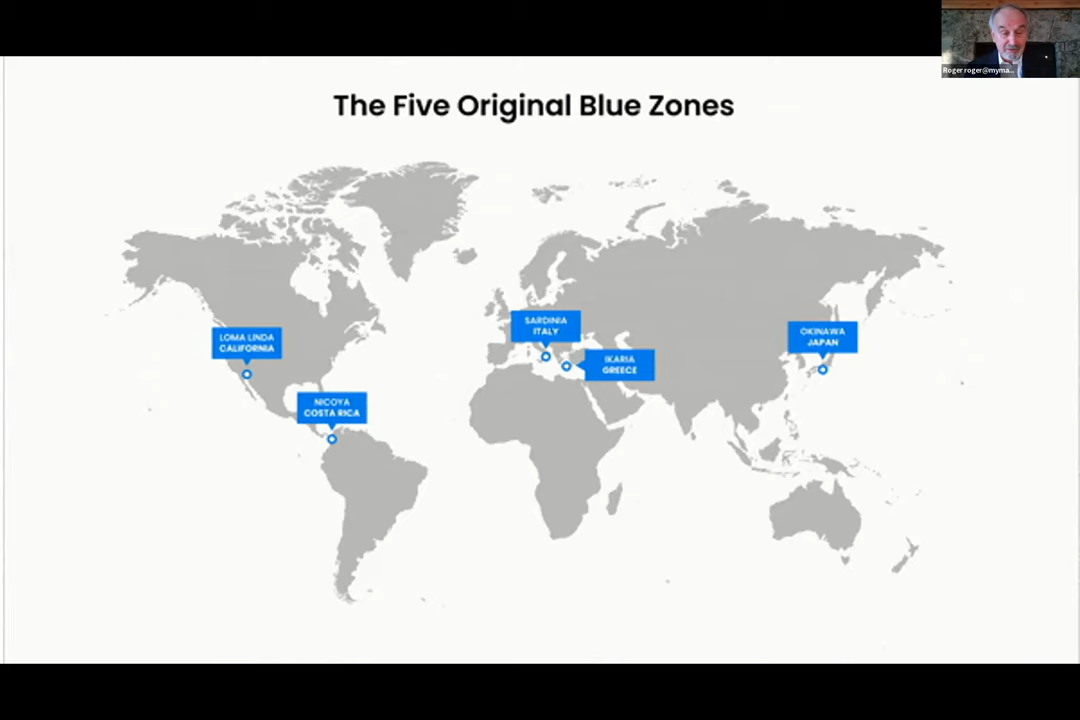 Roger roger@myma...
The Five Original Blue Zones
SARDINIA
ITALY
OKINAWA
JAPAN
LOMA LINDA
CALIFORNIA
IKARIA
GREECE
NICOYA
COSTA RICA